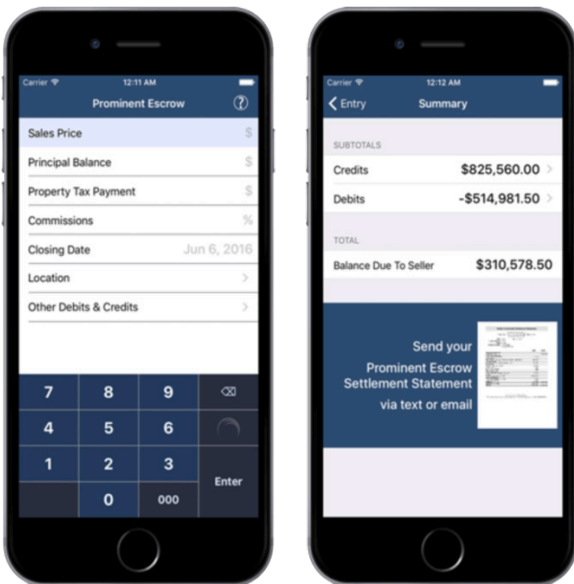 Carrier 12:11 AM
Prominent Escrow ?
Sales Price $
Principal Balance $
Property Tax Payment $
Commissions %
Closing Date Jun 6, 2016
Location
Other Debits & Credits
7 8 9
4 5 6
1 2 3
Enter
0 000
Carrier 12:12 AM
Entry Summary
SUBTOTALS
Credits $825,560.00
Debits -$514,981.50
TOTAL
Balance Due To Seller $310,578.50
Send your
Prominent Escrow
Settlement Statement
via text or email